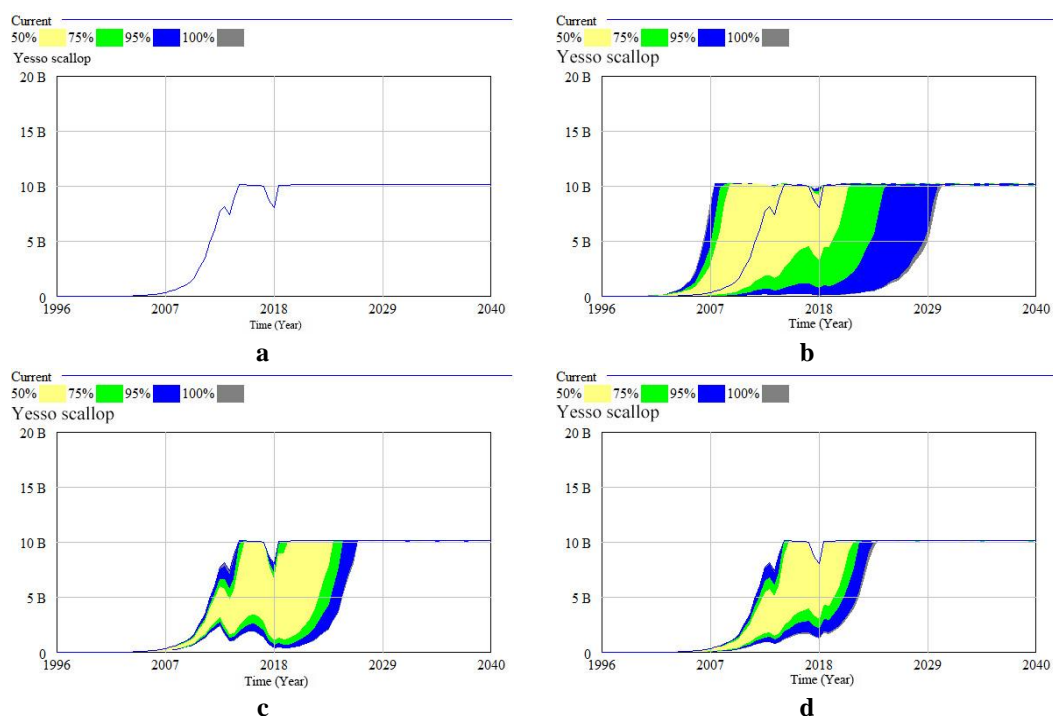 Current
50% 75% 95% 100%
Yesso scallop
20 B
15 B
10 B
5 B
0
1996 2007 2018 2029 2040
Time (Year)
a
Current
50% 75% 95% 100%
Yesso scallop
20 B
15 B
10 B
5 B
0
1996 2007 2018 2029 2040
Time (Year)
b
Current
50% 75% 95% 100%
Yesso scallop
20 B
15 B
10 B
5 B
0
1996 2007 2018 2029 2040
Time (Year)
c
Current
50% 75% 95% 100%
Yesso scallop
20 B
15 B
10 B
5 B
0
1996 2007 2018 2029 2040
Time (Year)
d